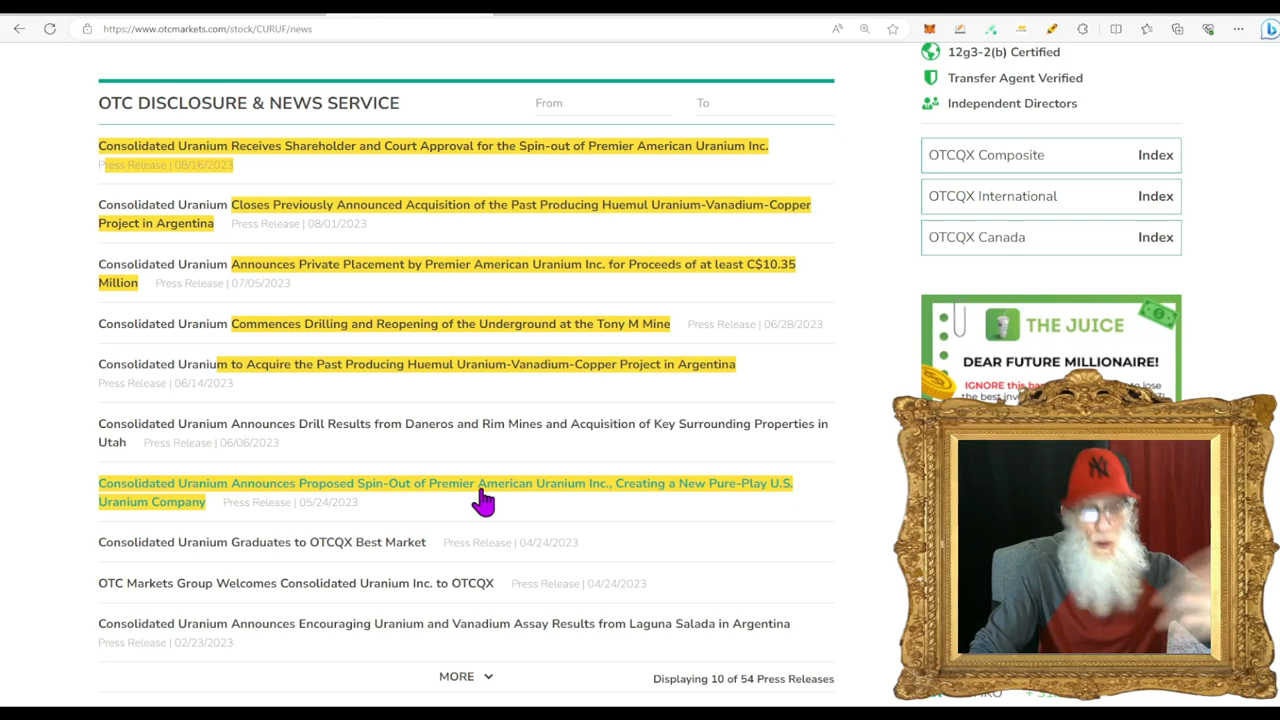 https://www.otcmarkets.com/stock/CURUF/news
12g3-2(b) Certified
OTC DISCLOSURE & NEWS SERVICE
From
To
Transfer Agent Verified
Independent Directors
Consolidated Uranium Receives Shareholder and Court Approval for the Spin-out of Premier American Uranium Inc.
Press Release | 08/16/2023
Consolidated Uranium Closes Previously Announced Acquisition of the Past Producing Huemul Uranium-Vanadium-Copper
Project in Argentina Press Release | 08/01/2023
Consolidated Uranium Announces Private Placement by Premier American Uranium Inc. for Proceeds of at least C$10.35
Million Press Release | 07/05/2023
Consolidated Uranium Commences Drilling and Reopening of the Underground at the Tony M Mine Press Release | 06/28/2023
Consolidated Uranium to Acquire the Past Producing Huemul Uranium-Vanadium-Copper Project in Argentina
Press Release | 06/14/2023
Consolidated Uranium Announces Drill Results from Daneros and Rim Mines and Acquisition of Key Surrounding Properties in
Utah Press Release | 06/06/2023
Consolidated Uranium Announces Proposed Spin-Out of Premier American Uranium Inc., Creating a New Pure-Play U.S.
Uranium Company Press Release | 05/24/2023
Consolidated Uranium Graduates to OTCQX Best Market Press Release | 04/24/2023
OTC Markets Group Welcomes Consolidated Uranium Inc. to OTCQX Press Release | 04/24/2023
Consolidated Uranium Announces Encouraging Uranium and Vanadium Assay Results from Laguna Salada in Argentina
Press Release | 02/23/2023
MORE
Displaying 10 of 54 Press Releases
OTCQX Composite Index
OTCQX International Index
OTCQX Canada Index
THE JUICE
DEAR FUTURE MILLIONAIRE!
IGNORE this
to lose
the best